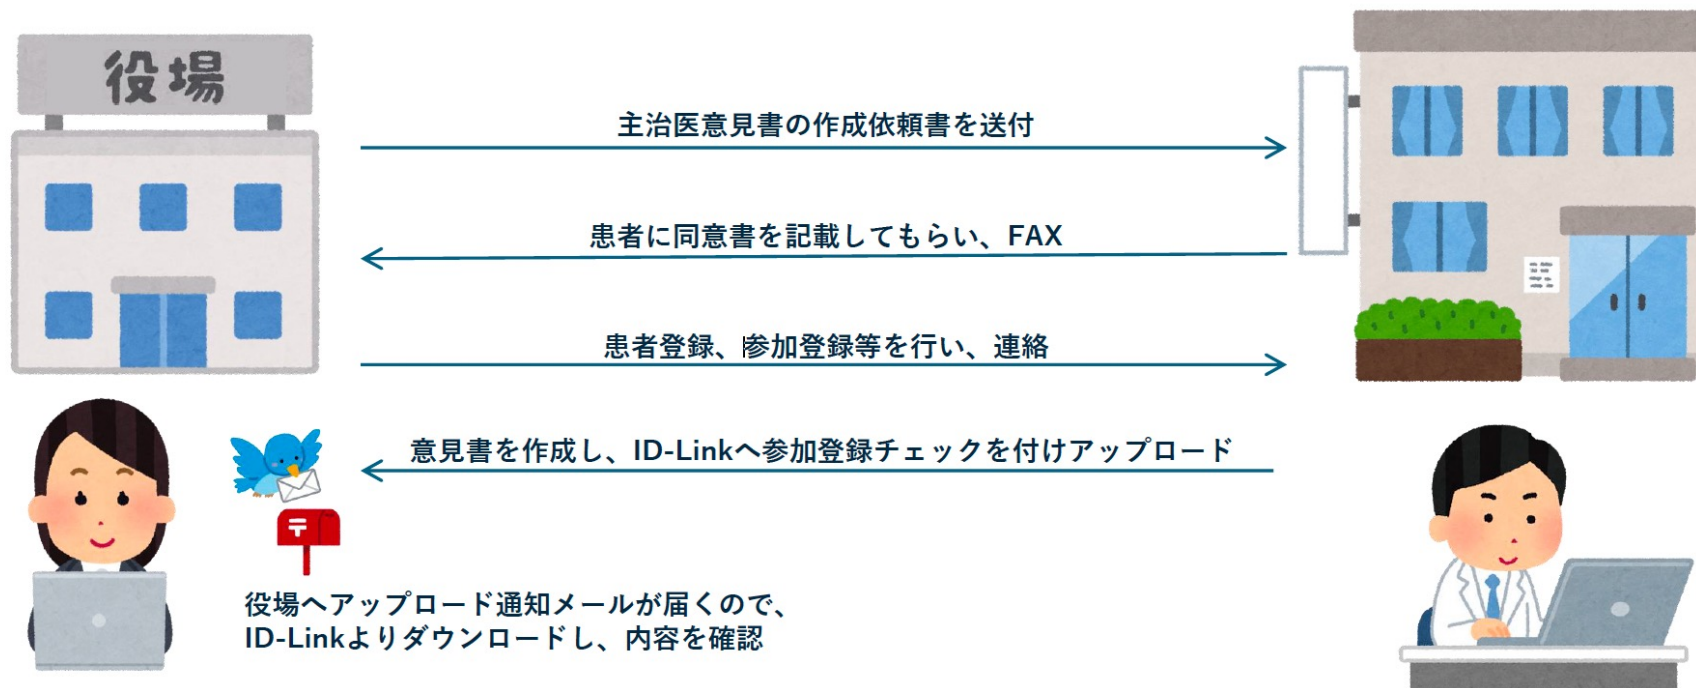 役場
主治医意見書の作成依頼書を送付
患者に同意書を記載してもらい、FAX
患者登録、参加登録等を行い、連絡
意見書を作成し、ID-Linkへ参加登録チェックを付けアップロード
〒
役場へアップロード通知メールが届くので、
ID-Linkよりダウンロードし、内容を確認